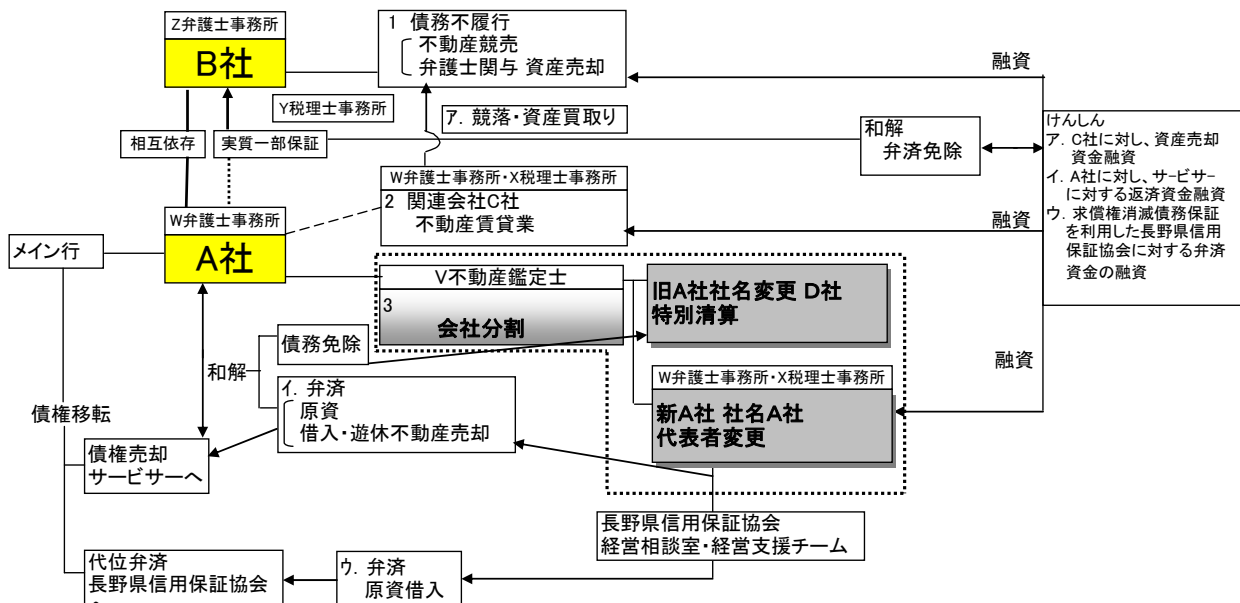 Z弁護士事務所
B社
1 債務不履行
不動産競売
弁護士関与 資産売却
融資
Y税理士事務所
ア. 競落・資産買取り
相互依存
実質一部保証
和解
弁済免除
けんしん
ア. C社に対し、資産売却
資金融資
イ. A社に対し、サービサー
に対する返済資金融資
ウ. 求償権消滅債務保証
を利用した長野県信用
保証協会に対する弁済
資金の融資
W弁護士事務所・X税理士事務所
2 関連会社C社
不動産賃貸業
融資
W弁護士事務所
A社
メイン行
V不動産鑑定士
3
会社分割
旧A社社名変更 D社
特別清算
債務免除
和解
イ. 弁済
原資
借入・遊休不動産売却
融資
W弁護士事務所・X税理士事務所
新A社 社名A社
代表者変更
債権移転
債権売却
サービサーへ
長野県信用保証協会
経営相談室・経営支援チーム
代位弁済
長野県信用保証協会
ウ. 弁済
原資借入